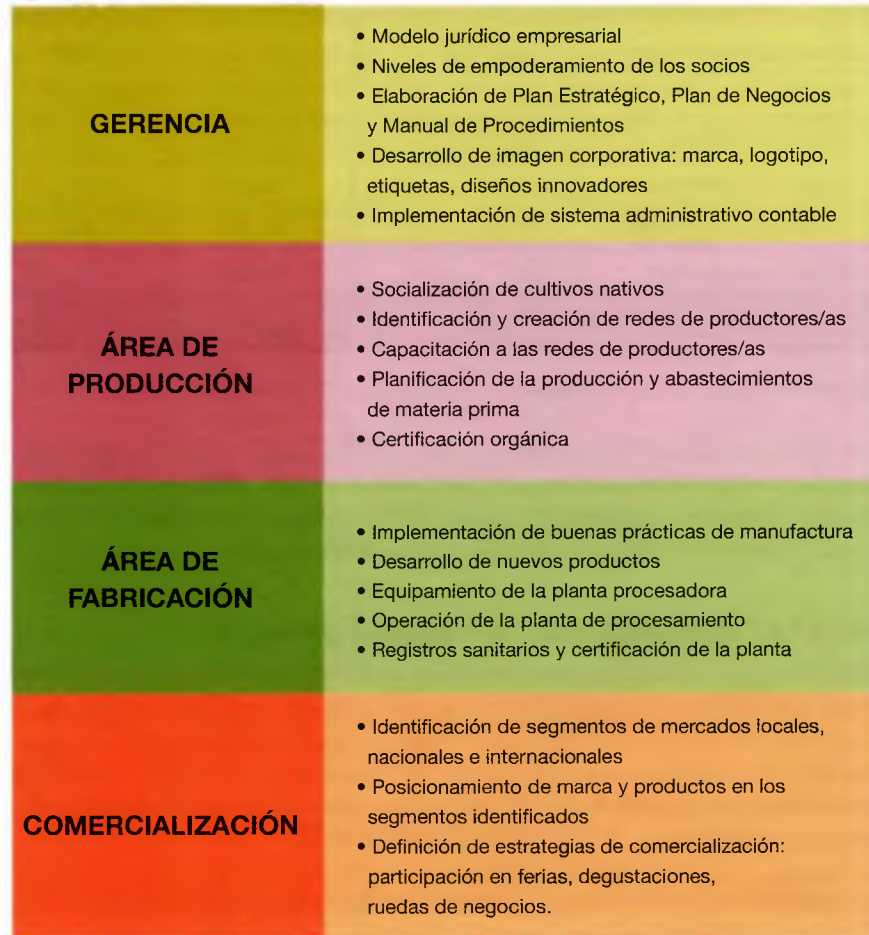 GERENCIA
• Modelo jurídico empresarial
• Niveles de empoderamiento de los socios
• Elaboración de Plan Estratégico, Plan de Negocios
y Manual de Procedimientos
• Desarrollo de imagen corporativa: marca, logotipo,
etiquetas, diseños innovadores
• Implementación de sistema administrativo contable
ÁREA DE
PRODUCCIÓN
• Socialización de cultivos nativos
• Identificación y creación de redes de productores/as
• Capacitación a las redes de productores/as
• Planificación de la producción y abastecimientos
de materia prima
• Certificación orgánica
ÁREA DE
FABRICACIÓN
• Implementación de buenas prácticas de manufactura
• Desarrollo de nuevos productos
• Equipamiento de la planta procesadora
• Operación de la planta de procesamiento
• Registros sanitarios y certificación de la planta
COMERCIALIZACIÓN
• Identificación de segmentos de mercados locales,
nacionales e internacionales
• Posicionamiento de marca y productos en los
segmentos identificados
• Definición de estrategias de comercialización:
participación en ferias, degustaciones,
ruedas de negocios.